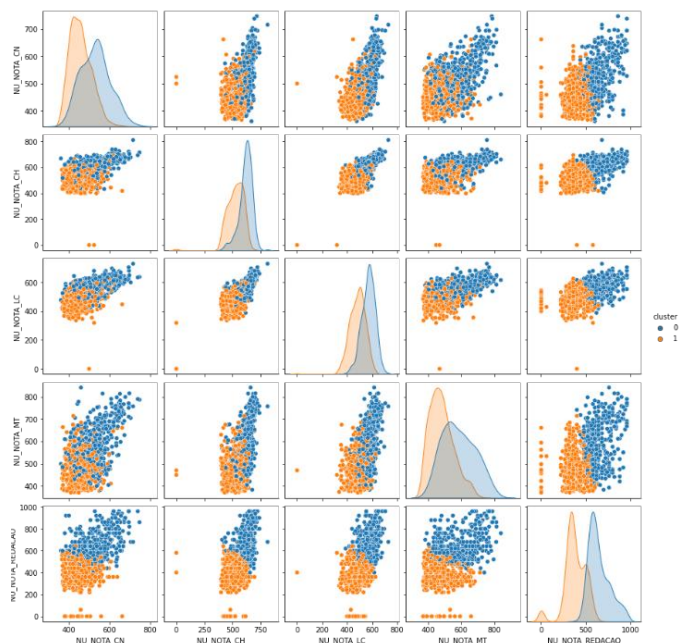 NU_NOTA_CN
700
600
500
400
NU_NOTA_CH
800
600
400
200
0
NU_NOTA_LC
600
400
200
0
NU_NOTA_MT
800
700
600
500
400
NU_NOTA_REDACAO
1000
800
600
400
200
0
400 600 800
0 250 500 750
0 200 400 600 800
400 600 800
0 500 1000
NU_NOTA_CN NU_NOTA_CH NU_NOTA_LC NU_NOTA_MT NU_NOTA_REDACAO
cluster
0
1